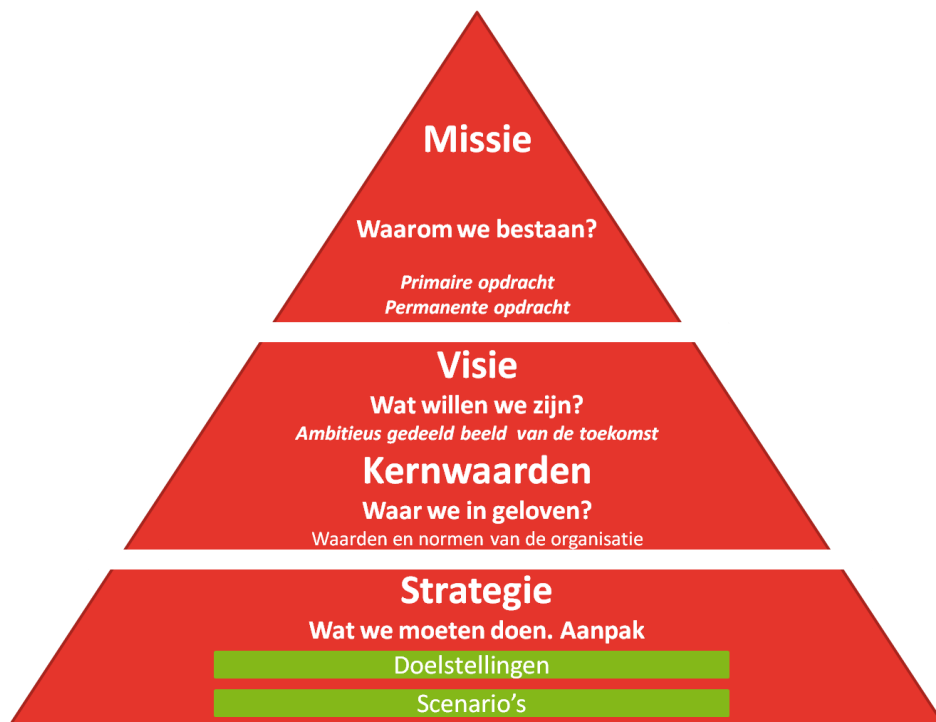 Missie
Waarom we bestaan?
Primaire opdracht
Permanente opdracht
Visie
Wat willen we zijn?
Ambitieus gedeeld beeld van de toekomst
Kernwaarden
Waar we in geloven?
Waarden en normen van de organisatie
Strategie
Wat we moeten doen. Aanpak
Doelstellingen
Scenario's